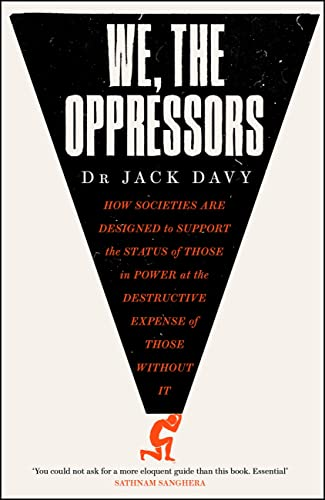 WE, THE
OPPRESSORS
DR JACK DAVY
HOW SOCIETIES ARE
DESIGNED to SUPPORT
the STATUS of THOSE
in POWER at the
DESTRUCTIVE
EXPENSE of
THOSE
WITHOUT
IT
‘You could not ask for a more eloquent guide than this book. Essential’
SATHNAM SANGHERA